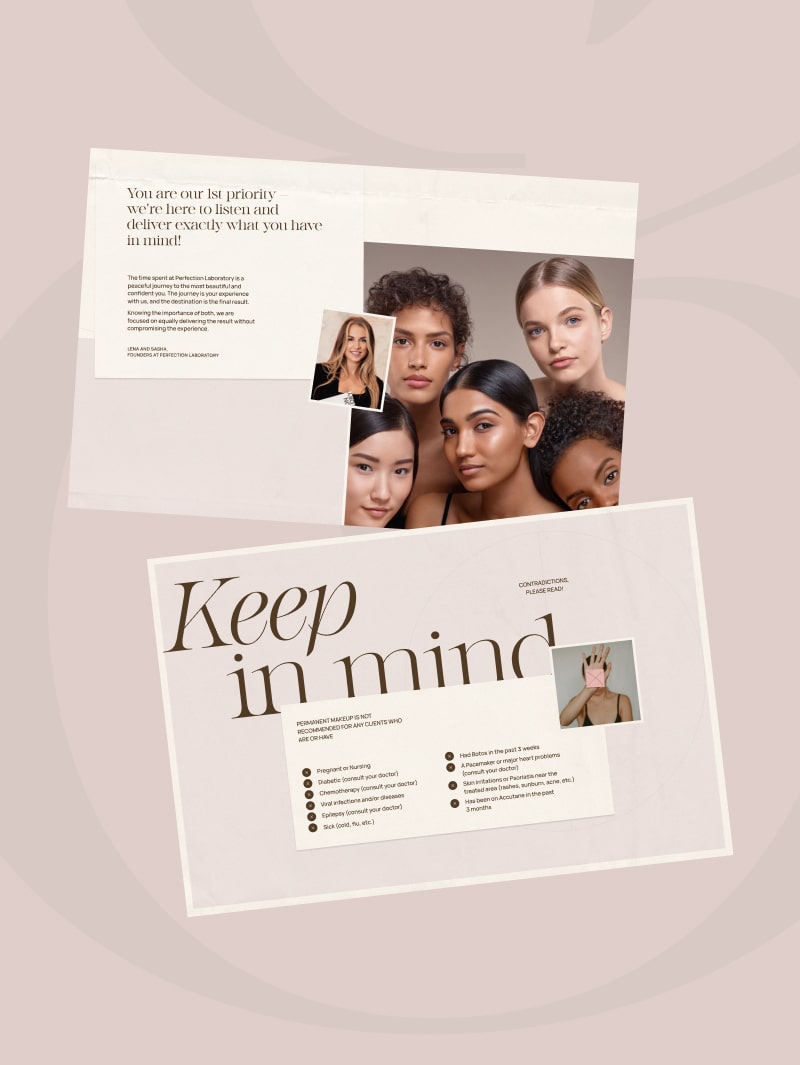 You are our 1st priority –
we're here to listen and
deliver exactly what you have
in mind!
The time spent at Perfection Laboratory is a
peaceful journey to the most beautiful and
confident you. The journey is your experience
with us, and the destination is the final result.
Knowing the importance of both, we are
focused on equally delivering the result without
compromising the experience.
LENA AND SASHA,
FOUNDERS AT PERFECTION LABORATORY
Keep
in mind
CONTRADICTIONS,
PLEASE READ!
PERMANENT MAKEUP IS NOT
RECOMMENDED FOR ANY CLIENTS WHO
ARE OR HAVE
Pregnant or Nursing
Diabetic (consult your doctor)
Chemotherapy (consult your doctor)
Viral infections and/or diseases
Epilepsy (consult your doctor)
Sick (cold, flu, etc.)
Had Botox in the past 3 weeks
A Pacemaker or major heart problems
(consult your doctor)
Skin Irritations or Psoriasis near the
treated area (rashes, sunburn, acne, etc.)
Has been on Accutane in the past
3 months